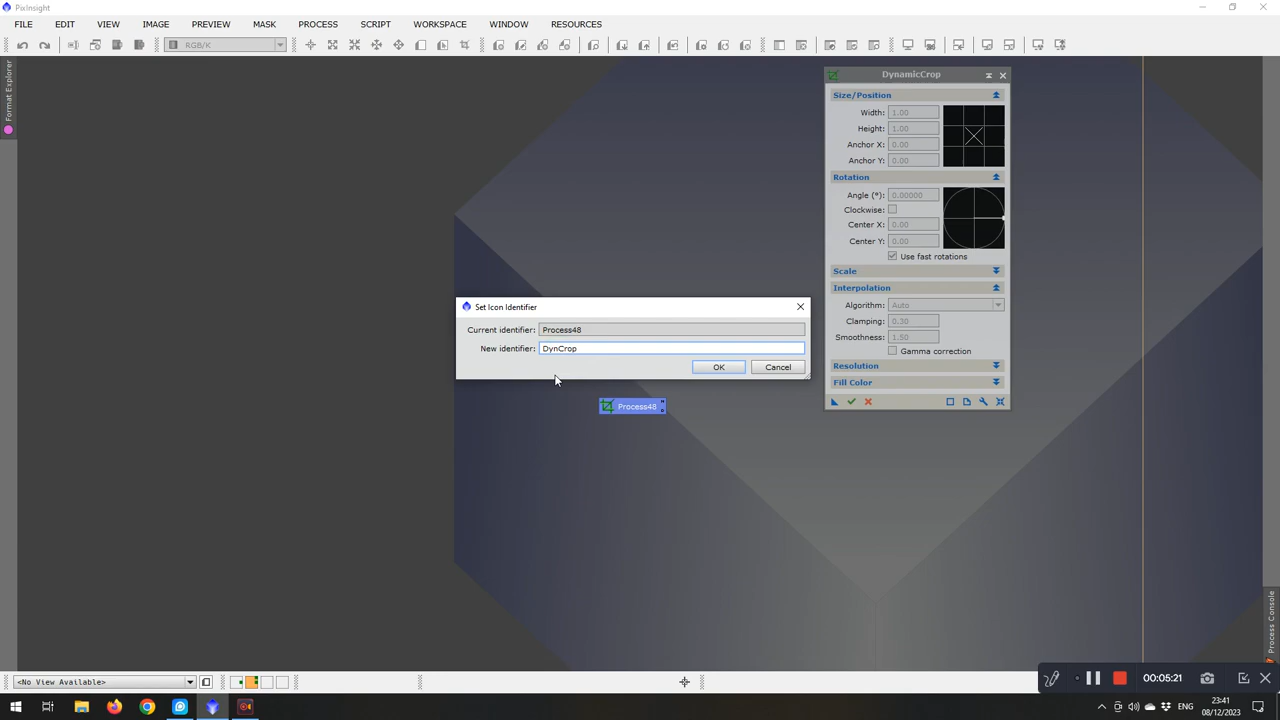 PixInsight
FILE EDIT VIEW IMAGE PREVIEW MASK PROCESS SCRIPT WORKSPACE WINDOW RESOURCES
RGB/K
Format Explorer
DynamicCrop
Size/Position
Width: 1.00
Height: 1.00
Anchor X: 0.00
Anchor Y: 0.00
Rotation
Angle (°): 0.00000
Clockwise:
Center X: 0.00
Center Y: 0.00
Use fast rotations
Scale
Interpolation
Algorithm: Auto
Clamping: 0.30
Smoothness: 1.50
Gamma correction
Resolution
Fill Color
Set Icon Identifier
Current identifier: Process48
New identifier: DynCrop
OK Cancel
Process48
Process Console
<No View Available>
00:05:21
ENG
23:41
08/12/2023